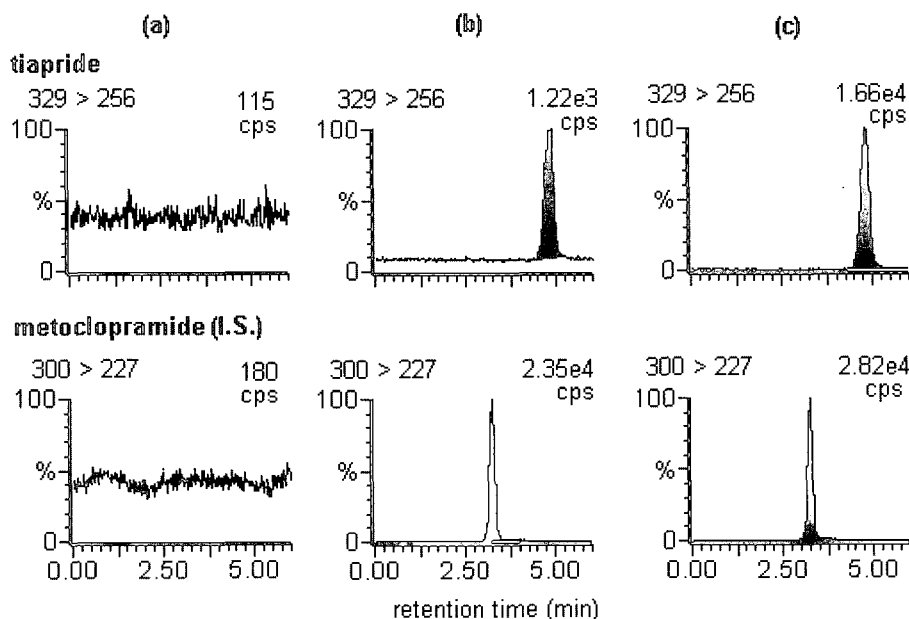 (a) (b) (c)
tiapride
329 > 256 115 cps
329 > 256 1.22e3 cps
329 > 256 1.66e4 cps
100 100 100
% % %
0 0 0
metoclopramide (I.S.)
300 > 227 180 cps
300 > 227 2.35e4 cps
300 > 227 2.82e4 cps
100 100 100
% % %
0 0 0
0.00 2.50 5.00 0.00 2.50 5.00 0.00 2.50 5.00
retention time (min)